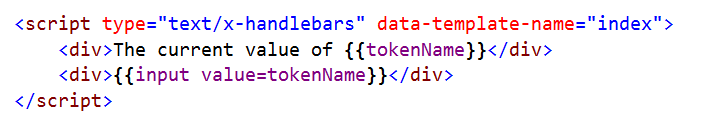 <script type="text/x-handlebars" data-template-name="index">
    <div>The current value of {{tokenName}}</div>
    <div>{{input value=tokenName}}</div>
</script>